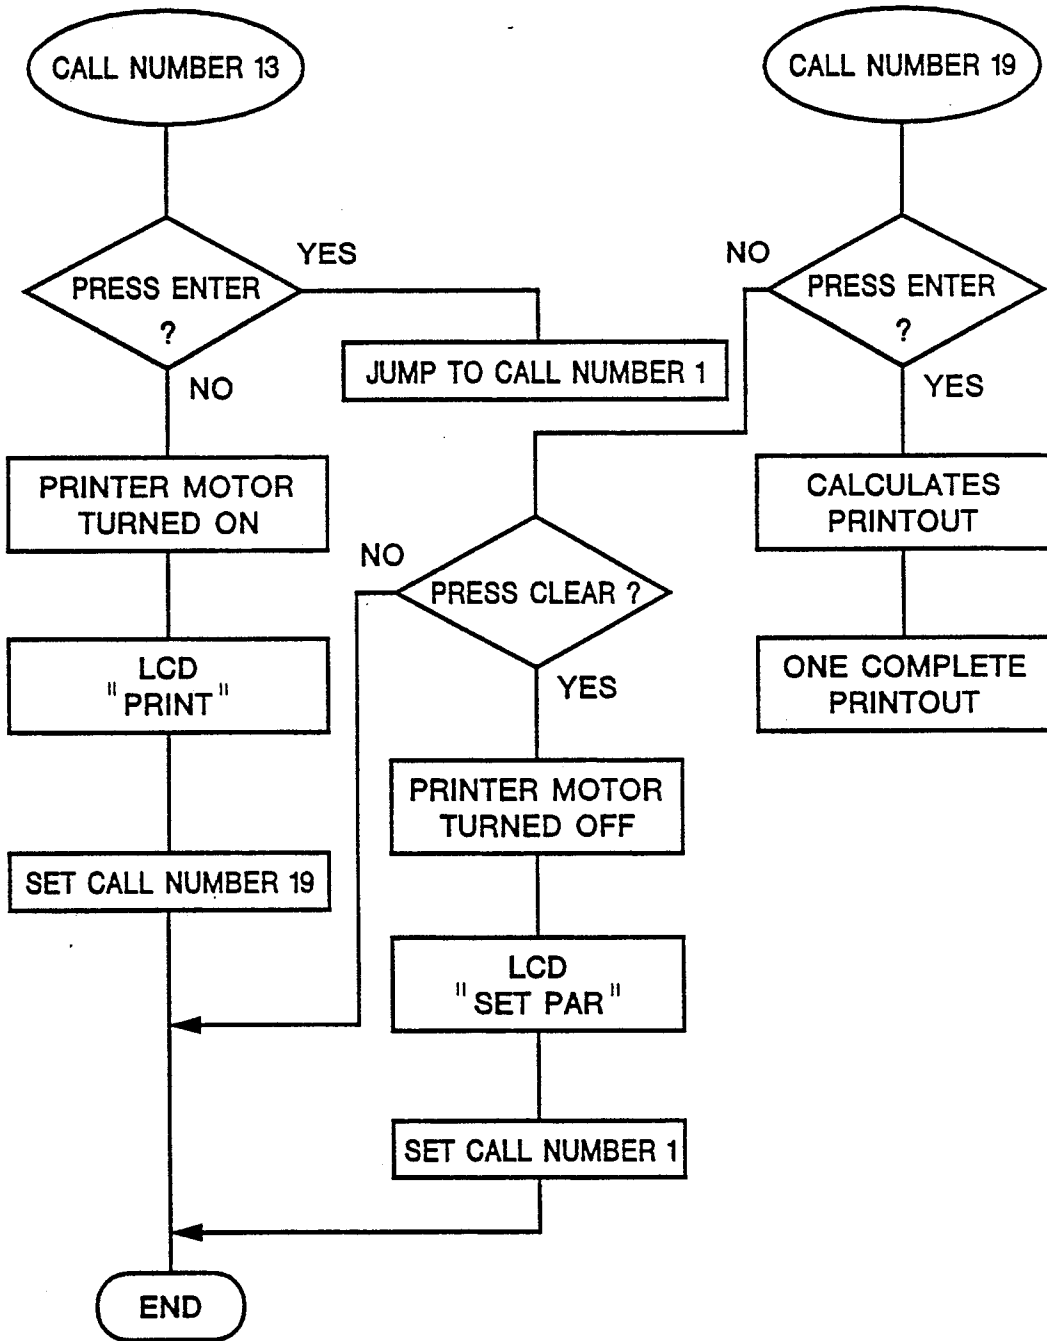 CALL NUMBER 13
CALL NUMBER 19
PRESS ENTER
?
YES
NO
JUMP TO CALL NUMBER 1
NO
PRESS ENTER
?
YES
PRINTER MOTOR
TURNED ON
CALCULATES
PRINTOUT
NO
PRESS CLEAR ?
YES
LCD
"PRINT"
ONE COMPLETE
PRINTOUT
PRINTER MOTOR
TURNED OFF
SET CALL NUMBER 19
LCD
"SET PAR"
SET CALL NUMBER 1
END